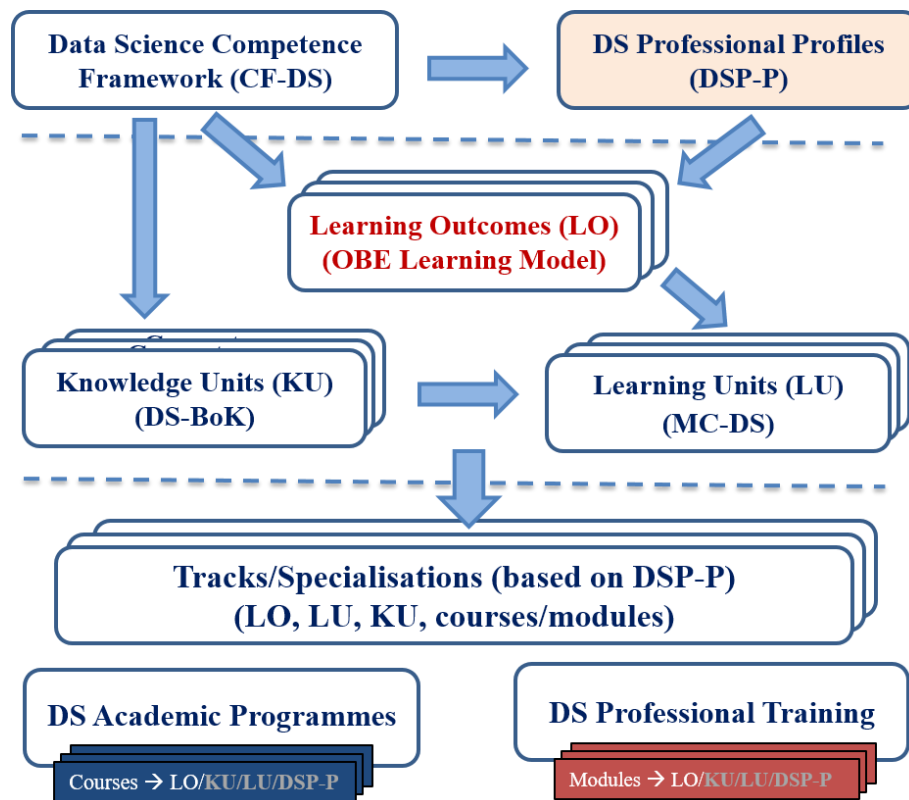 Data Science Competence
Framework (CF-DS)
DS Professional Profiles
(DSP-P)
Learning Outcomes (LO)
(OBE Learning Model)
Knowledge Units (KU)
(DS-BoK)
Learning Units (LU)
(MC-DS)
Tracks/Specialisations (based on DSP-P)
(LO, LU, KU, courses/modules)
DS Academic Programmes
Courses → LO/KU/LU/DSP-P
DS Professional Training
Modules → LO/KU/LU/DSP-P